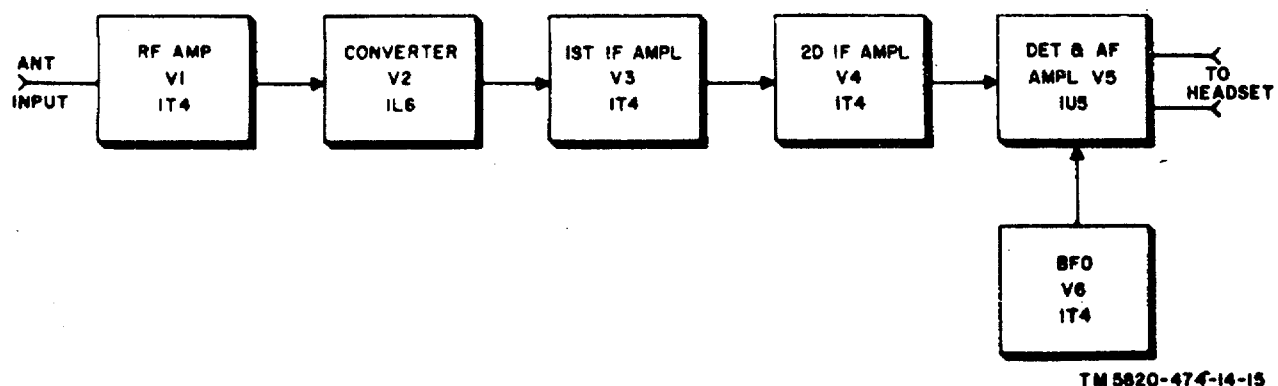 ANT
INPUT
RF AMP
V1
1T4
CONVERTER
V2
1L6
1ST IF AMPL
V3
1T4
2D IF AMPL
V4
1T4
DET & AF
AMPL V5
1U5
TO
HEADSET
BFO
V6
1T4
TM 5820-474-14-15